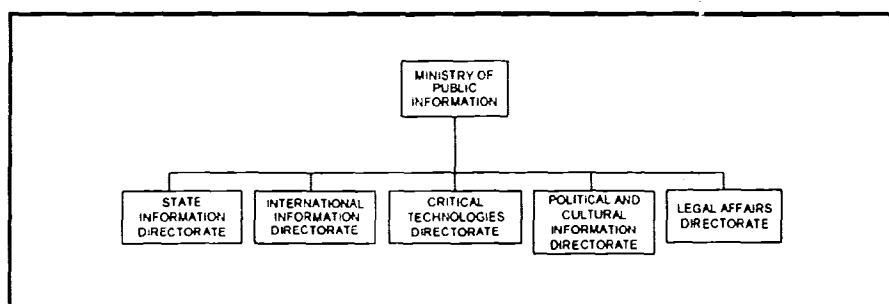 MINISTRY OF
PUBLIC
INFORMATION
STATE
INFORMATION
DIRECTORATE
INTERNATIONAL
INFORMATION
DIRECTORATE
CRITICAL
TECHNOLOGIES
DIRECTORATE
POLITICAL AND
CULTURAL
INFORMATION
DIRECTORATE
LEGAL AFFAIRS
DIRECTORATE